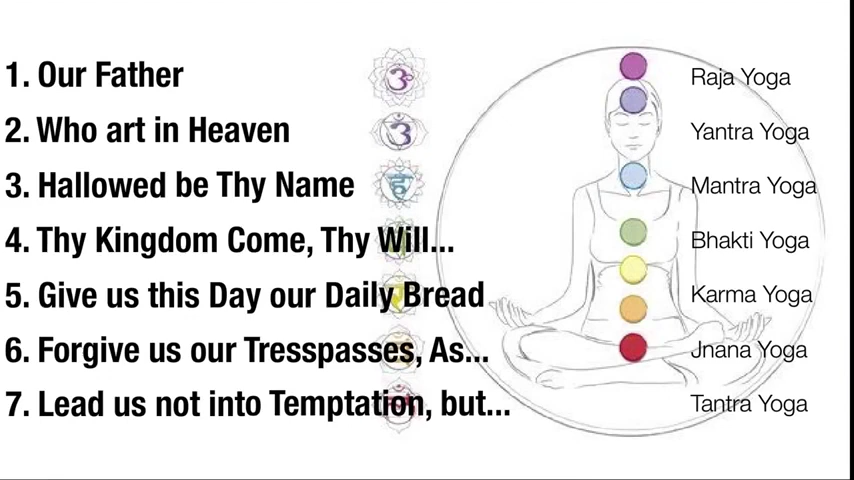 1. Our Father
2. Who art in Heaven
3. Hallowed be Thy Name
4. Thy Kingdom Come, Thy Will...
5. Give us this Day our Daily Bread
6. Forgive us our Tresspasses, As...
7. Lead us not into Temptation, but...
ॐ
ॐ
हं
Raja Yoga
Yantra Yoga
Mantra Yoga
Bhakti Yoga
Karma Yoga
Jnana Yoga
Tantra Yoga